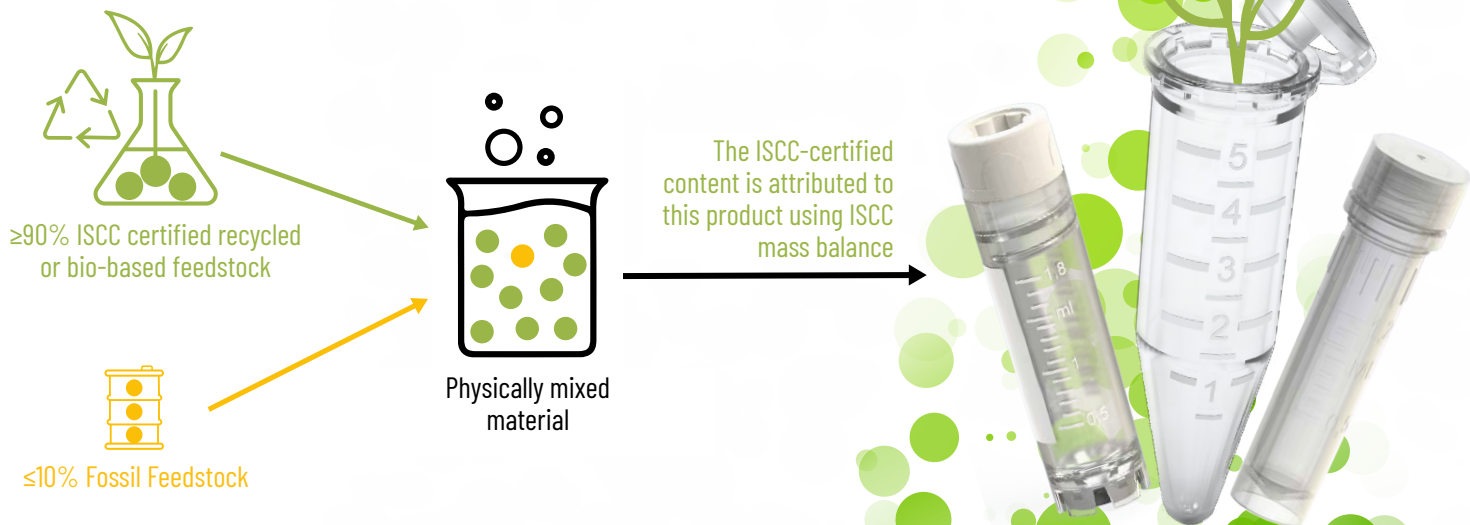 ≥90% ISCC certified recycled
or bio-based feedstock
≤10% Fossil Feedstock
Physically mixed
material
The ISCC-certified
content is attributed to
this product using ISCC
mass balance
1,8
ml
1
0,5
5
4
3
2
1